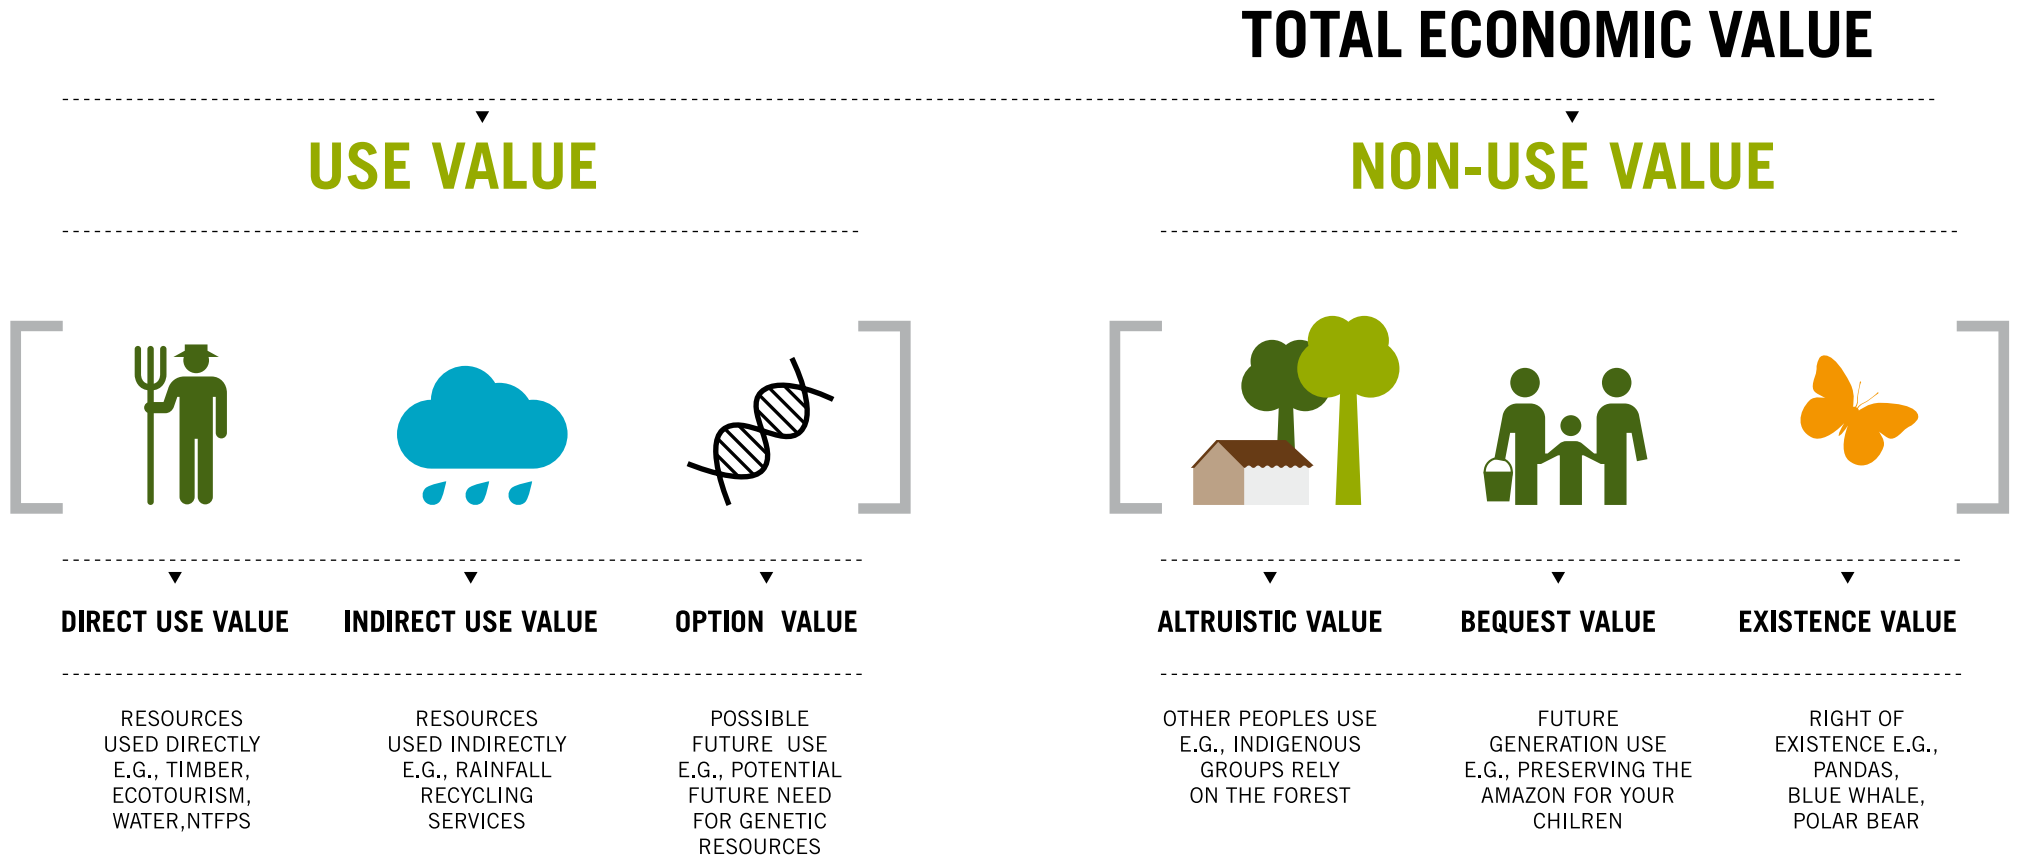 TOTAL ECONOMIC VALUE
USE VALUE
NON-USE VALUE
DIRECT USE VALUE
INDIRECT USE VALUE
OPTION VALUE
ALTRUISTIC VALUE
BEQUEST VALUE
EXISTENCE VALUE
RESOURCES
USED DIRECTLY
E.G., TIMBER,
ECOTOURISM,
WATER,NTFPS
RESOURCES
USED INDIRECTLY
E.G., RAINFALL
RECYCLING
SERVICES
POSSIBLE
FUTURE USE
E.G., POTENTIAL
FUTURE NEED
FOR GENETIC
RESOURCES
OTHER PEOPLES USE
E.G., INDIGENOUS
GROUPS RELY
ON THE FOREST
FUTURE
GENERATION USE
E.G., PRESERVING THE
AMAZON FOR YOUR
CHILREN
RIGHT OF
EXISTENCE E.G.,
PANDAS,
BLUE WHALE,
POLAR BEAR